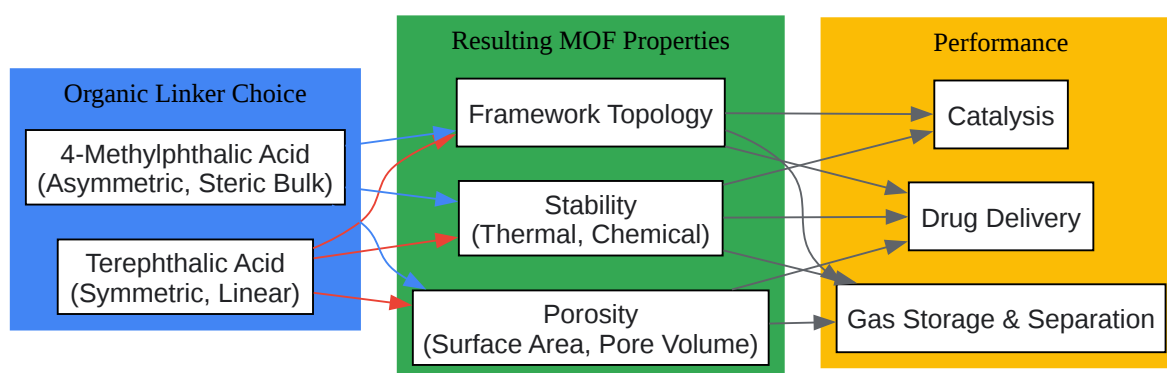 Organic Linker Choice
4-Methylphthalic Acid
(Asymmetric, Steric Bulk)
Terephthalic Acid
(Symmetric, Linear)
Resulting MOF Properties
Framework Topology
Stability
(Thermal, Chemical)
Porosity
(Surface Area, Pore Volume)
Performance
Catalysis
Drug Delivery
Gas Storage & Separation